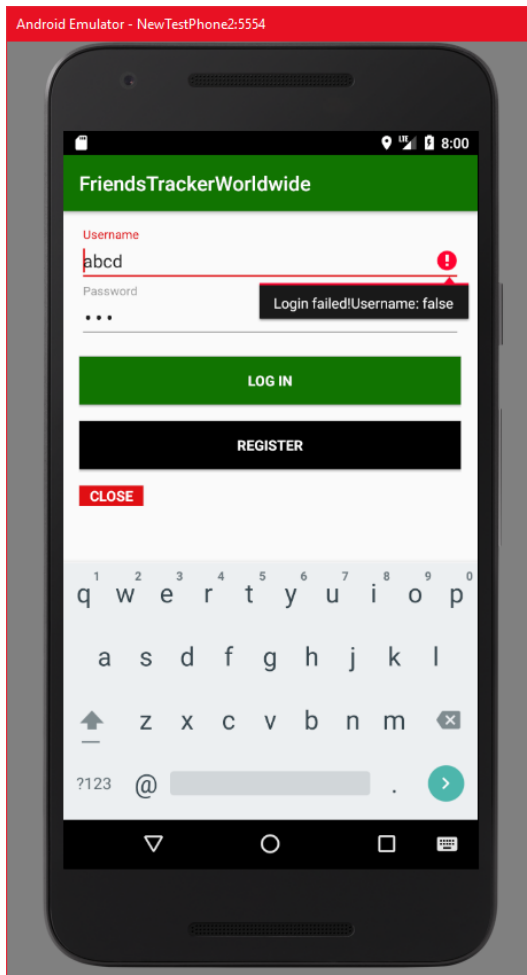 Android Emulator - NewTestPhone2:5554
LTE 8:00
FriendsTrackerWorldwide
Username
abcd
Password
Login failed!Username: false
•••
LOG IN
REGISTER
CLOSE
1 2 3 4 5 6 7 8 9 0
q w e r t y u i o p
a s d f g h j k l
z x c v b n m
?123 @ .